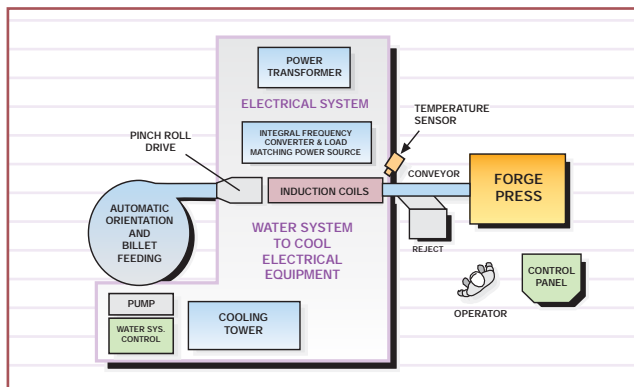 POWER
TRANSFORMER
ELECTRICAL SYSTEM
TEMPERATURE
SENSOR
PINCH ROLL
DRIVE
INTEGRAL FREQUENCY
CONVERTER & LOAD
MATCHING POWER SOURCE
CONVEYOR
FORGE
PRESS
INDUCTION COILS
AUTOMATIC
ORIENTATION
AND
BILLET
FEEDING
WATER SYSTEM
TO COOL
ELECTRICAL
EQUIPMENT
REJECT
CONTROL
PANEL
OPERATOR
PUMP
WATER SYS.
CONTROL
COOLING
TOWER